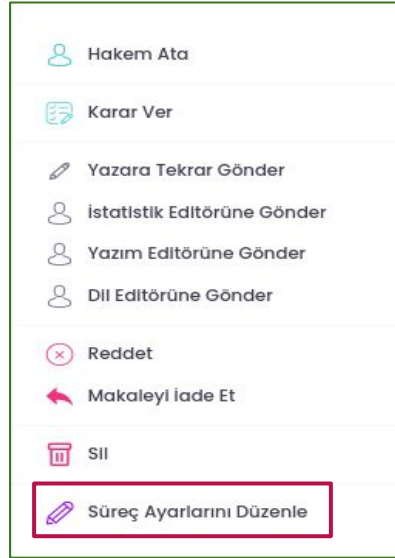 Hakem Ata
Karar Ver
Yazara Tekrar Gönder
İstatistik Editörüne Gönder
Yazım Editörüne Gönder
Dil Editörüne Gönder
Reddet
Makaleyi İade Et
Sil
Süreç Ayarlarını Düzenle